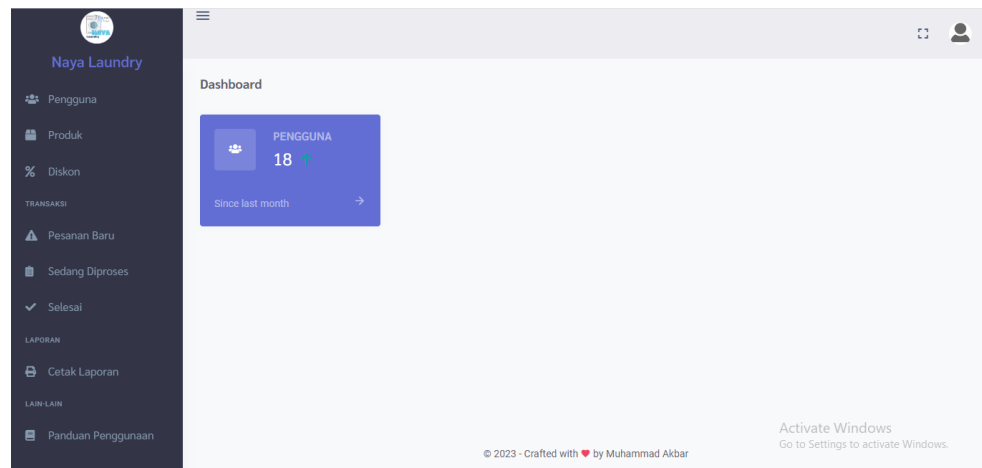 NAYA
Naya Laundry
Pengguna
Produk
Diskon
TRANSAKSI
Pesanan Baru
Sedang Diproses
Selesai
LAPORAN
Cetak Laporan
LAIN-LAIN
Panduan Penggunaan
Dashboard
PENGGUNA
18
Since last month
Activate Windows
Go to Settings to activate Windows.
© 2023 - Crafted with ❤ by Muhammad Akbar